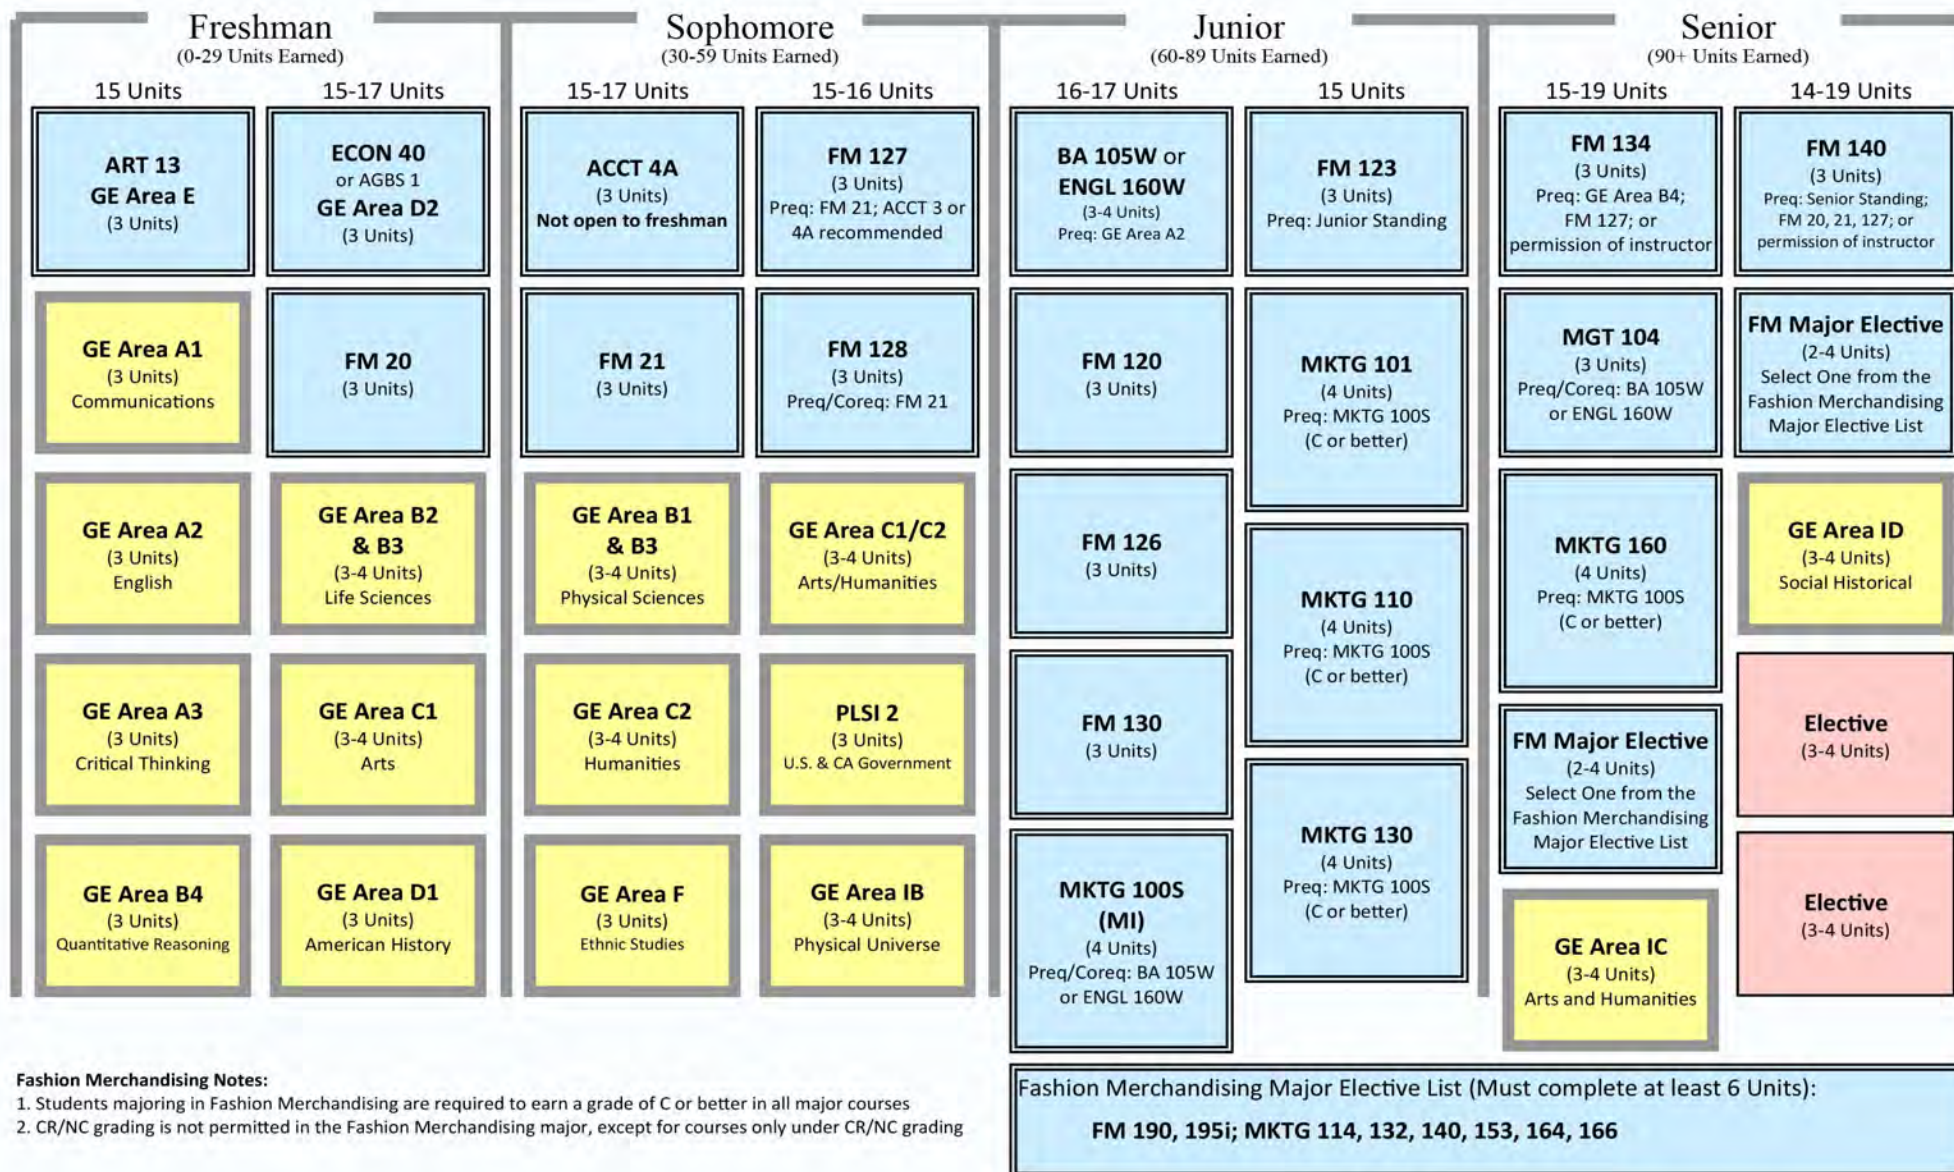 Freshman
(0-29 Units Earned)
Sophomore
(30-59 Units Earned)
Junior
(60-89 Units Earned)
Senior
(90+ Units Earned)
15 Units
15-17 Units
15-17 Units
15-16 Units
16-17 Units
15 Units
15-19 Units
14-19 Units
ART 13
GE Area E
(3 Units)
GE Area A1
(3 Units)
Communications
GE Area A2
(3 Units)
English
GE Area A3
(3 Units)
Critical Thinking
GE Area B4
(3 Units)
Quantitative Reasoning
ECON 40
or AGBS 1
GE Area D2
(3 Units)
FM 20
(3 Units)
GE Area B2
& B3
(3-4 Units)
Life Sciences
GE Area C1
(3-4 Units)
Arts
GE Area D1
(3 Units)
American History
ACCT 4A
(3 Units)
Not open to freshman
FM 21
(3 Units)
GE Area B1
& B3
(3-4 Units)
Physical Sciences
GE Area C2
(3-4 Units)
Humanities
GE Area F
(3 Units)
Ethnic Studies
FM 127
(3 Units)
Preq: FM 21; ACCT 3 or
4A recommended
FM 128
(3 Units)
Preq/Coreq: FM 21
GE Area C1/C2
(3-4 Units)
Arts/Humanities
PLSI 2
(3 Units)
U.S. & CA Government
GE Area IB
(3-4 Units)
Physical Universe
BA 105W or
ENGL 160W
(3-4 Units)
Preq: GE Area A2
FM 120
(3 Units)
FM 126
(3 Units)
FM 130
(3 Units)
MKTG 100S
(MI)
(4 Units)
Preq/Coreq: BA 105W
or ENGL 160W
FM 123
(3 Units)
Preq: Junior Standing
MKTG 101
(4 Units)
Preq: MKTG 100S
(C or better)
MKTG 110
(4 Units)
Preq: MKTG 100S
(C or better)
MKTG 130
(4 Units)
Preq: MKTG 100S
(C or better)
FM 134
(3 Units)
Preq: GE Area B4;
FM 127; or
permission of instructor
MGT 104
(3 Units)
Preq/Coreq: BA 105W
or ENGL 160W
MKTG 160
(4 Units)
Preq: MKTG 100S
(C or better)
FM Major Elective
(2-4 Units)
Select One from the
Fashion Merchandising
Major Elective List
GE Area IC
(3-4 Units)
Arts and Humanities
FM 140
(3 Units)
Preq: Senior Standing;
FM 20, 21, 127; or
permission of instructor
FM Major Elective
(2-4 Units)
Select One from the
Fashion Merchandising
Major Elective List
GE Area ID
(3-4 Units)
Social Historical
Elective
(3-4 Units)
Elective
(3-4 Units)
Fashion Merchandising Notes:
1. Students majoring in Fashion Merchandising are required to earn a grade of C or better in all major courses
2. CR/NC grading is not permitted in the Fashion Merchandising major, except for courses only under CR/NC grading
Fashion Merchandising Major Elective List (Must complete at least 6 Units):
FM 190, 195i; MKTG 114, 132, 140, 153, 164, 166